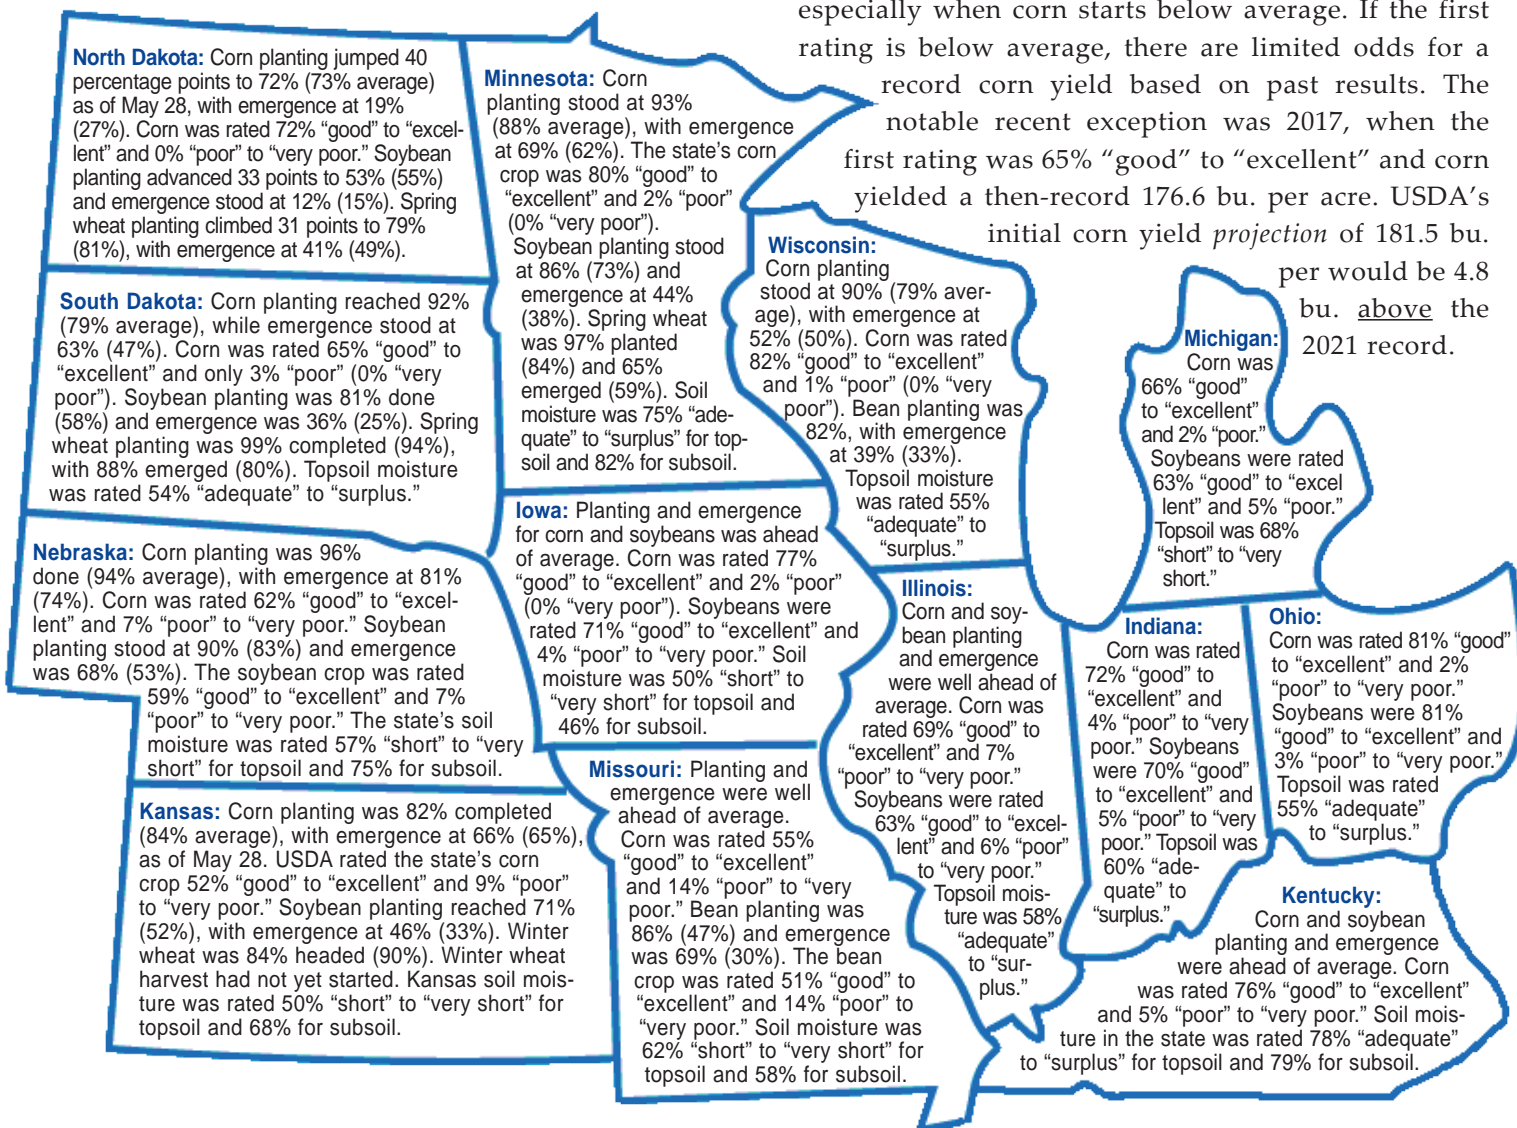 especially when corn starts below average. If the first
rating is below average, there are limited odds for a
record corn yield based on past results. The
notable recent exception was 2017, when the
first rating was 65% “good” to “excellent” and corn
yielded a then-record 176.6 bu. per acre. USDA’s
initial corn yield projection of 181.5 bu.
per would be 4.8
bu. above the
2021 record.
North Dakota: Corn planting jumped 40
percentage points to 72% (73% average)
as of May 28, with emergence at 19%
(27%). Corn was rated 72% “good” to “excel-
lent” and 0% “poor” to “very poor.” Soybean
planting advanced 33 points to 53% (55%)
and emergence stood at 12% (15%). Spring
wheat planting climbed 31 points to 79%
(81%), with emergence at 41% (49%).
Minnesota: Corn
planting stood at 93%
(88% average), with emergence
at 69% (62%). The state’s corn
crop was 80% “good” to
“excellent” and 2% “poor”
(0% “very poor”).
Soybean planting stood
at 86% (73%) and
emergence at 44%
(38%). Spring wheat
was 97% planted
(84%) and 65%
emerged (59%). Soil
moisture was 75% “ade-
quate” to “surplus” for top-
soil and 82% for subsoil.
Wisconsin:
Corn planting
stood at 90% (79% aver-
age), with emergence at
52% (50%). Corn was rated
82% “good” to “excellent”
and 1% “poor” (0% “very
poor”). Bean planting was
82%, with emergence
at 39% (33%).
Topsoil moisture
was rated 55%
“adequate” to
“surplus.”
Michigan:
Corn was
66% “good”
to “excellent”
and 2% “poor.”
Soybeans were rated
63% “good” to “excel
lent” and 5% “poor.”
Topsoil was 68%
“short” to “very
short.”
South Dakota: Corn planting reached 92%
(79% average), while emergence stood at
63% (47%). Corn was rated 65% “good” to
“excellent” and only 3% “poor” (0% “very
poor”). Soybean planting was 81% done
(58%) and emergence was 36% (25%). Spring
wheat planting was 99% completed (94%),
with 88% emerged (80%). Topsoil moisture
was rated 54% “adequate” to “surplus.”
Iowa: Planting and emergence
for corn and soybeans was ahead
of average. Corn was rated 77%
“good” to “excellent” and 2% “poor”
(0% “very poor”). Soybeans were
rated 71% “good” to “excellent” and
4% “poor” to “very poor.” Soil
moisture was 50% “short” to
“very short” for topsoil and
46% for subsoil.
Nebraska: Corn planting was 96%
done (94% average), with emergence at 81%
(74%). Corn was rated 62% “good” to “excel-
lent” and 7% “poor” to “very poor.” Soybean
planting stood at 90% (83%) and emergence
was 68% (53%). The soybean crop was rated
59% “good” to “excellent” and 7%
“poor” to “very poor.” The state’s soil
moisture was rated 57% “short” to “very
short” for topsoil and 75% for subsoil.
Illinois:
Corn and soy-
bean planting
and emergence
were well ahead of
average. Corn was
rated 69% “good” to
“excellent” and 7%
“poor” to “very poor.”
Soybeans were rated
63% “good” to “excel-
lent” and 6% “poor”
to “very poor.”
Topsoil mois-
ture was 58%
“adequate”
to “sur-
plus.”
Indiana:
Corn was rated
72% “good” to
“excellent” and
4% “poor” to “very
poor.” Soybeans
were 70% “good”
to “excellent” and
5% “poor” to “very
poor.” Topsoil was
60% “ade-
quate” to
“surplus.”
Ohio:
Corn was rated 81% “good”
to “excellent” and 2%
“poor” to “very poor.”
Soybeans were 81%
“good” to “excellent” and
3% “poor” to “very poor.”
Topsoil was rated
55% “adequate”
to “surplus.”
Missouri: Planting and
emergence were well
ahead of average.
Corn was rated 55%
“good” to “excellent”
and 14% “poor” to “very
poor.” Bean planting was
86% (47%) and emergence
was 69% (30%). The bean
crop was rated 51% “good” to
“excellent” and 14% “poor” to
“very poor.” Soil moisture was
62% “short” to “very short” for
topsoil and 58% for subsoil.
Kansas: Corn planting was 82% completed
(84% average), with emergence at 66% (65%),
as of May 28. USDA rated the state’s corn
crop 52% “good” to “excellent” and 9% “poor”
to “very poor.” Soybean planting reached 71%
(52%), with emergence at 46% (33%). Winter
wheat was 84% headed (90%). Winter wheat
harvest had not yet started. Kansas soil mois-
ture was rated 50% “short” to “very short” for
topsoil and 68% for subsoil.
Kentucky:
Corn and soybean
planting and emergence
were ahead of average. Corn
was rated 76% “good” to “excellent”
and 5% “poor” to “very poor.” Soil mois-
ture in the state was rated 78% “adequate”
to “surplus” for topsoil and 79% for subsoil.